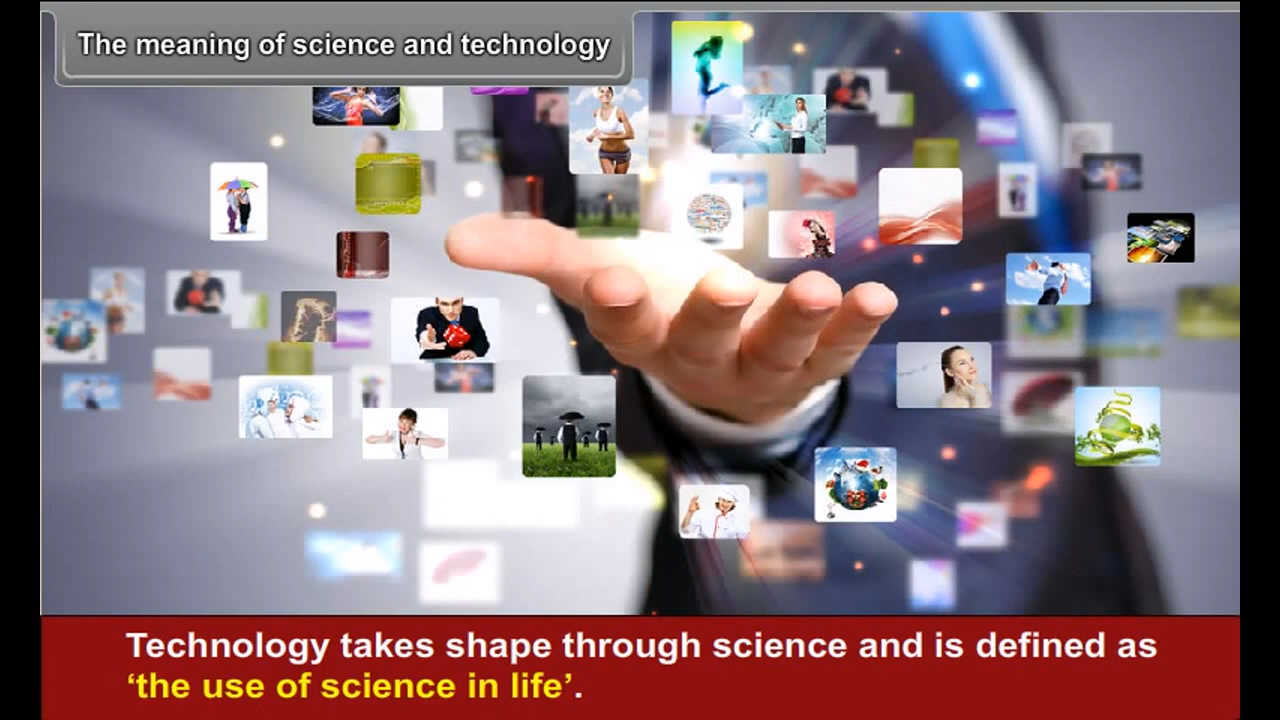 The meaning of science and technology
Technology takes shape through science and is defined as
‘the use of science in life’.